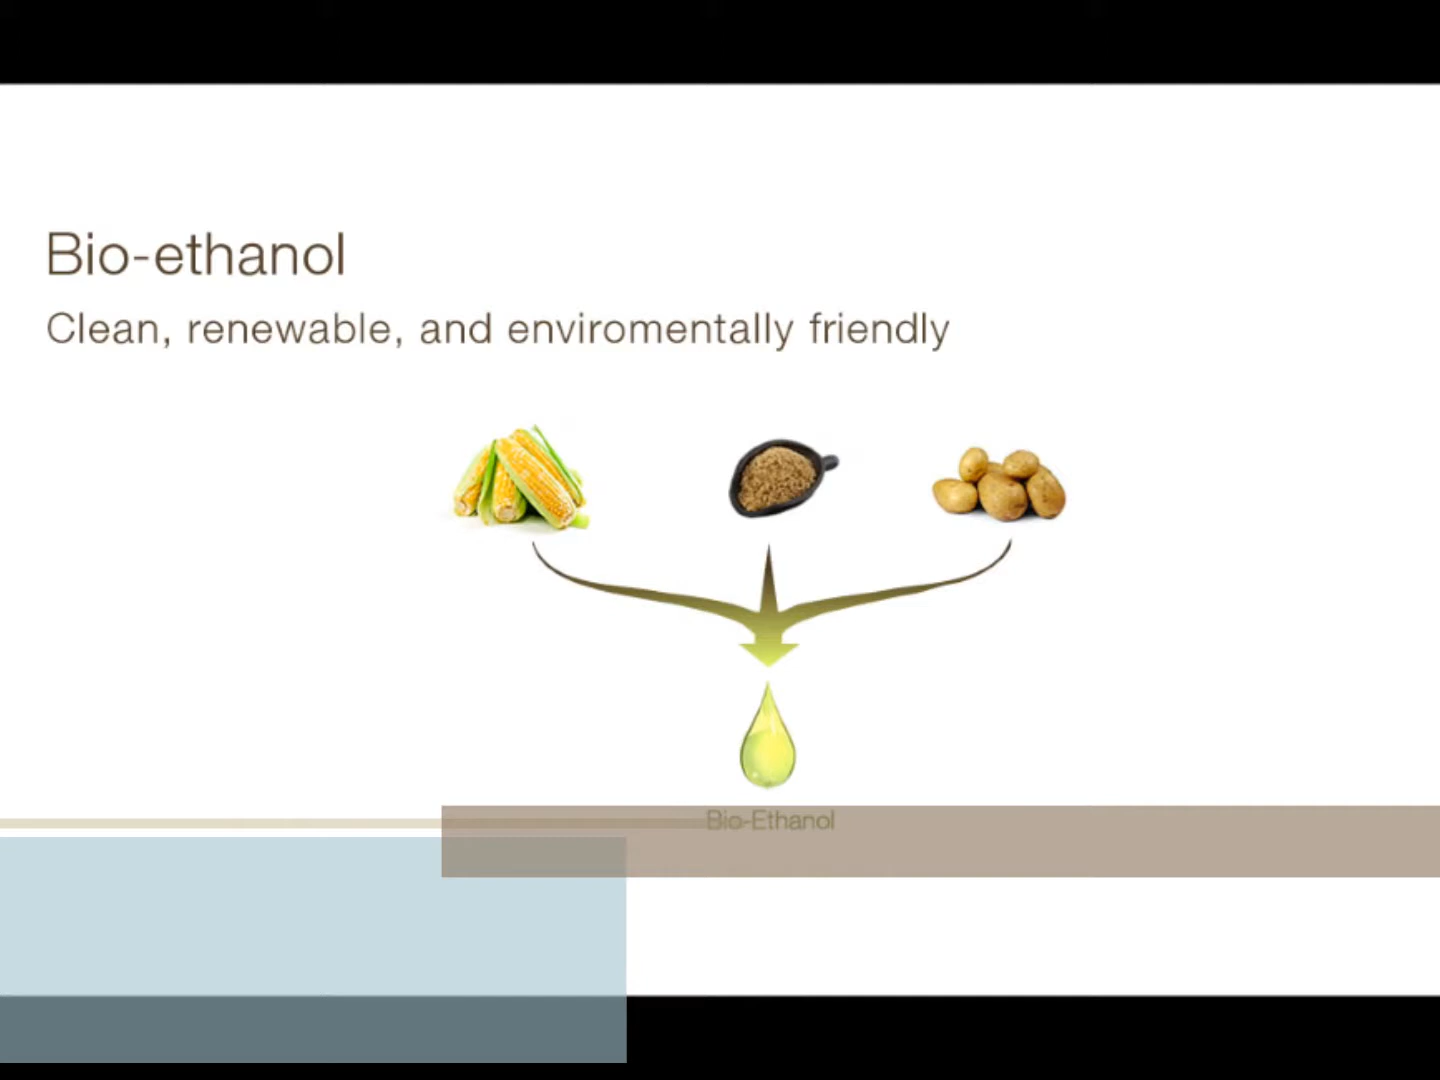 Bio-ethanol
Clean, renewable, and enviromentally friendly
Bio-Ethanol